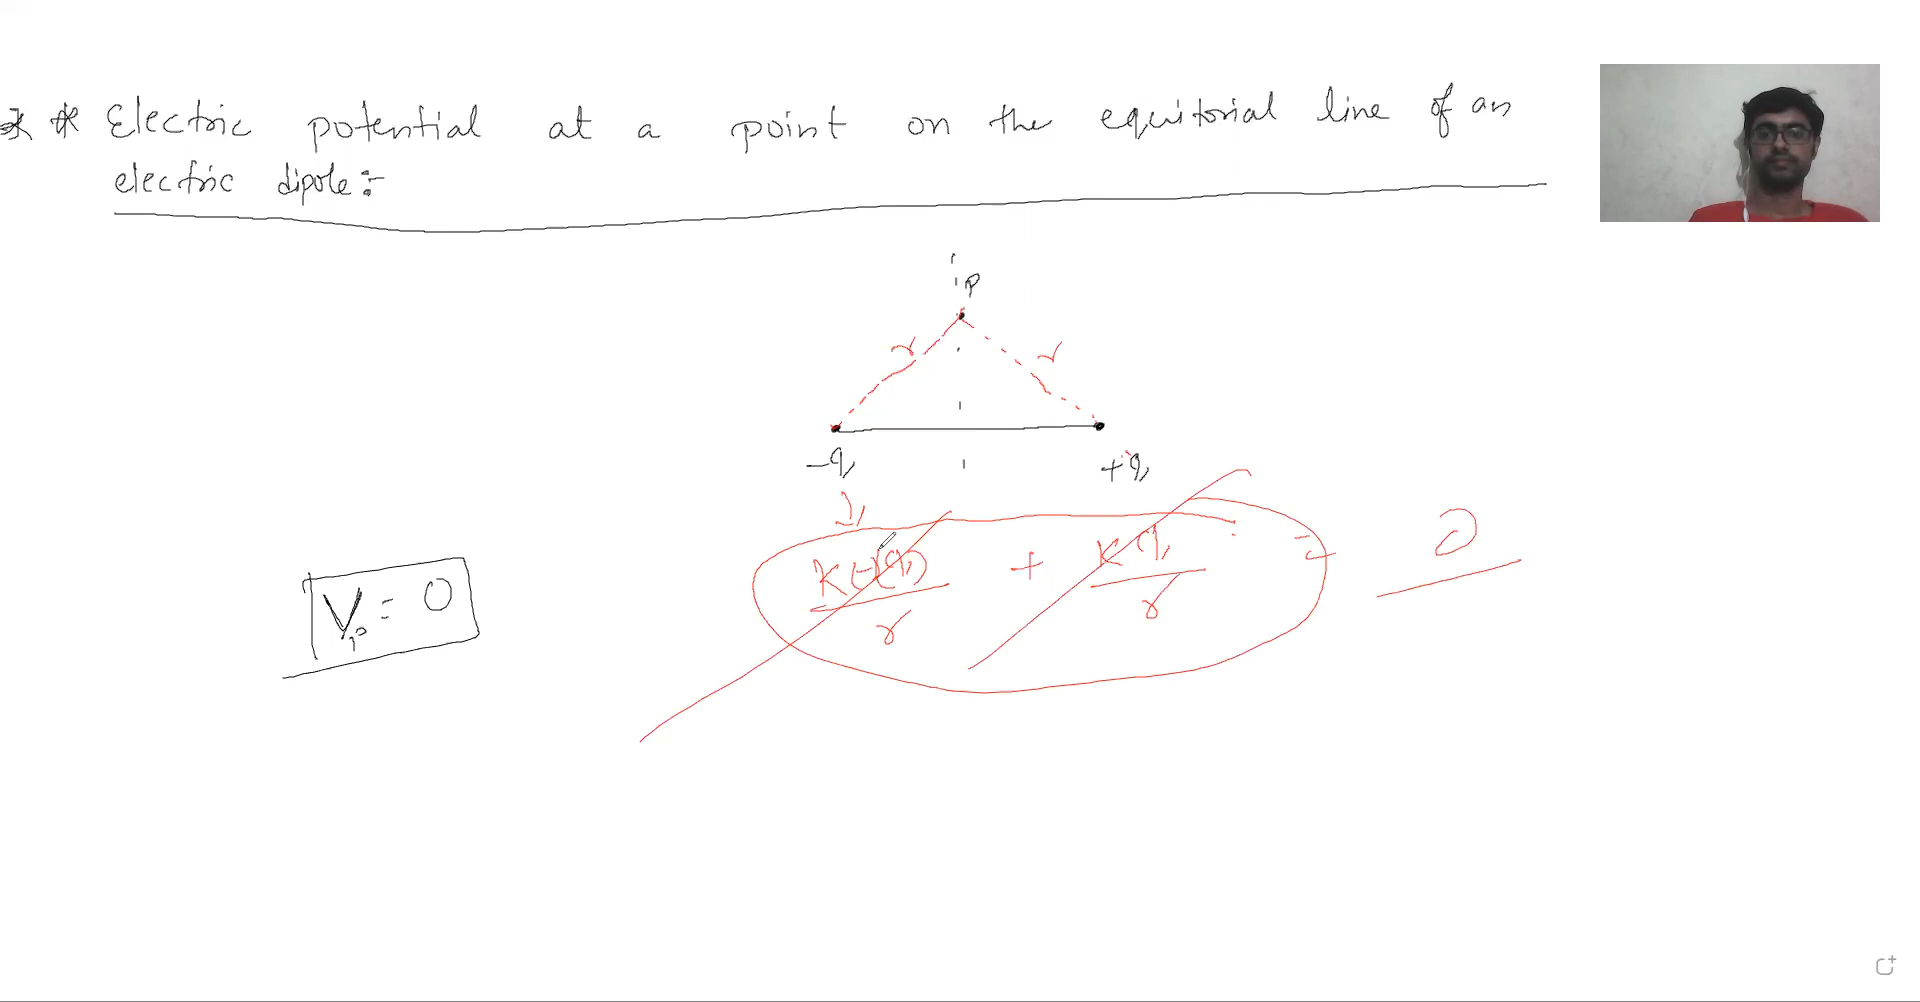 * * Electric potential at a point on the equitorial line of an
electric dipole:-
P
r r
-q +q
K(-)(q) + Kq = 0
r r
Vp = 0